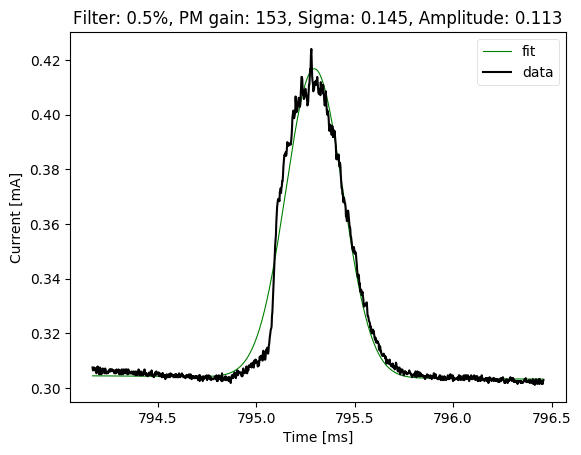 Filter: 0.5%, PM gain: 153, Sigma: 0.145, Amplitude: 0.113
fit
data
0.42
0.40
0.38
0.36
0.34
0.32
0.30
Current [mA]
794.5 795.0 795.5 796.0 796.5
Time [ms]